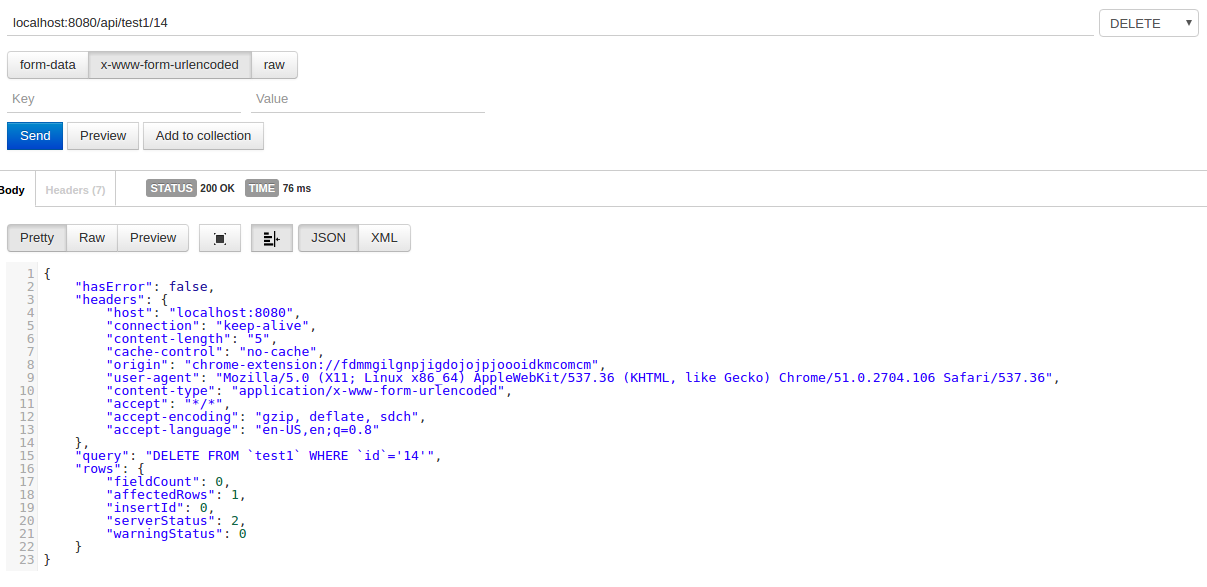 localhost:8080/api/test1/14 DELETE
form-data x-www-form-urlencoded raw
Key Value
Send Preview Add to collection
Body Headers (7) STATUS 200 OK TIME 76 ms
Pretty Raw Preview JSON XML
1 {
2 "hasError": false,
3 "headers": {
4 "host": "localhost:8080",
5 "connection": "keep-alive",
6 "content-length": "5",
7 "cache-control": "no-cache",
8 "origin": "chrome-extension://fdmmgilgnpjigdojojpjoooidkmcomcm",
9 "user-agent": "Mozilla/5.0 (X11; Linux x86_64) AppleWebKit/537.36 (KHTML, like Gecko) Chrome/51.0.2704.106 Safari/537.36",
10 "content-type": "application/x-www-form-urlencoded",
11 "accept": "*/*",
12 "accept-encoding": "gzip, deflate, sdch",
13 "accept-language": "en-US,en;q=0.8"
14 },
15 "query": "DELETE FROM `test1` WHERE `id`='14'",
16 "rows": {
17 "fieldCount": 0,
18 "affectedRows": 1,
19 "insertId": 0,
20 "serverStatus": 2,
21 "warningStatus": 0
22 }
23 }